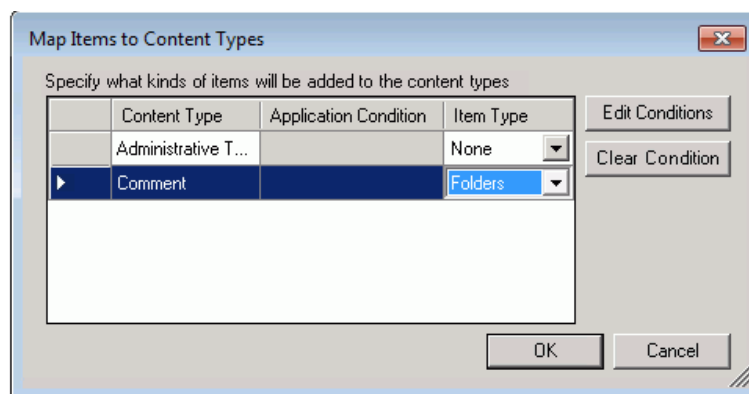 Map Items to Content Types
Specify what kinds of items will be added to the content types
Content Type Application Condition Item Type
Administrative T... None
Comment Folders
Edit Conditions
Clear Condition
OK Cancel